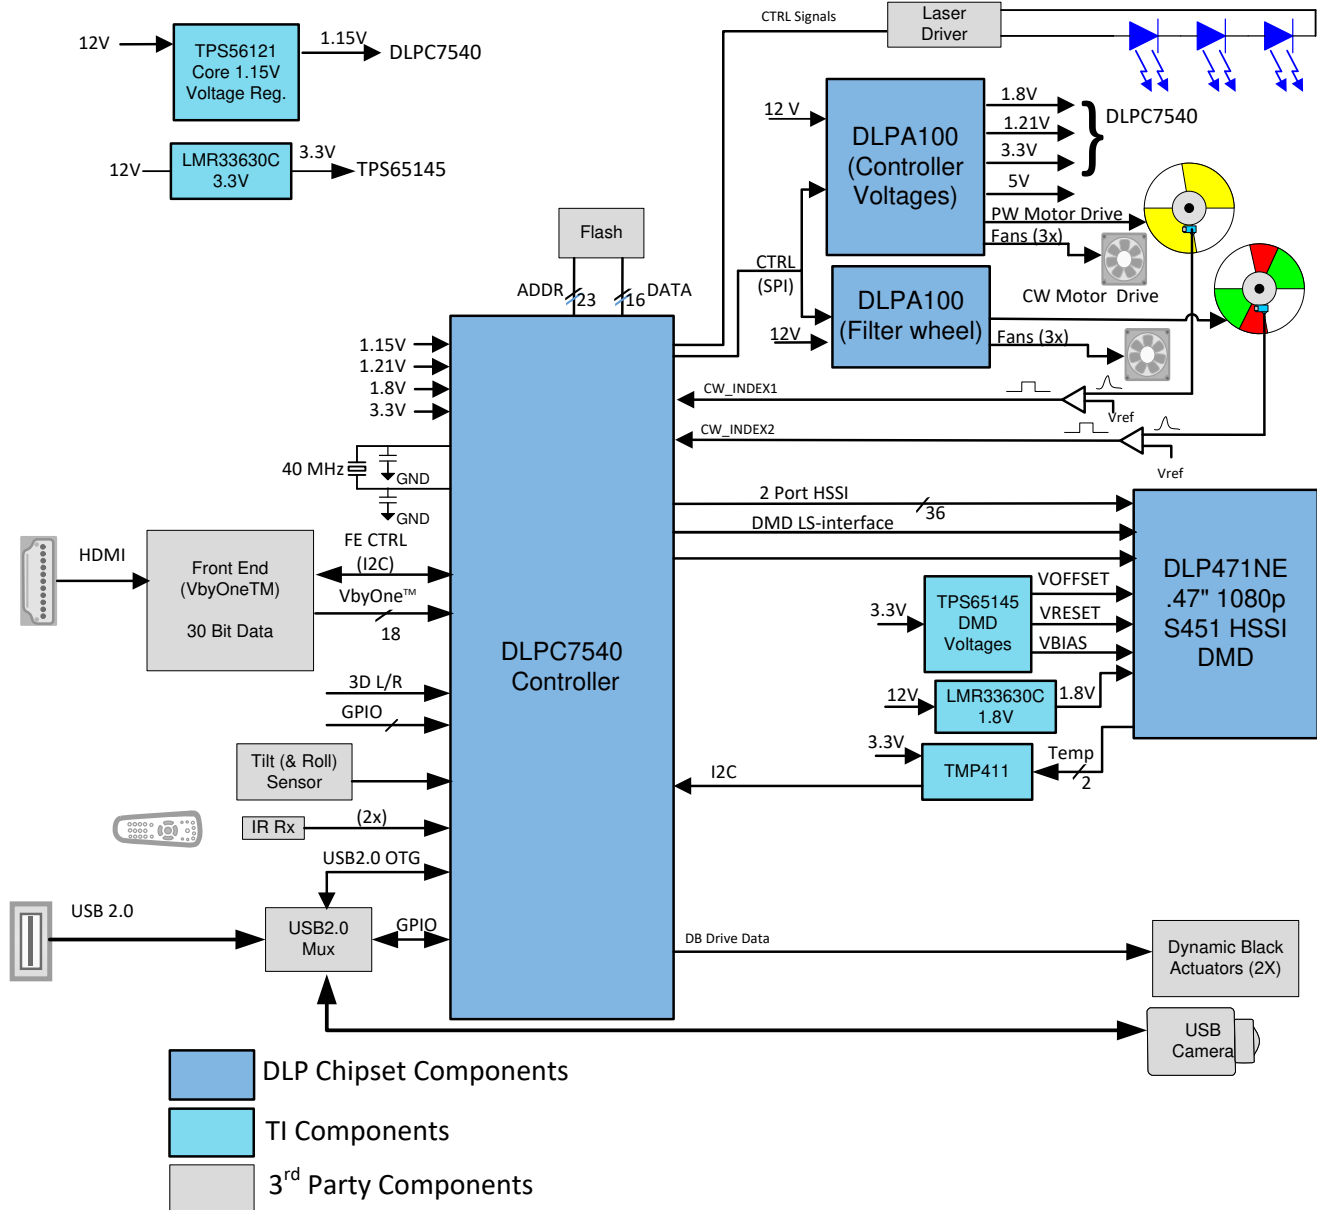 CTRL Signals
Laser
Driver
12V
TPS56121
Core 1.15V
Voltage Reg.
1.15V
DLPC7540
12V
LMR33630C
3.3V
3.3V
TPS65145
12 V
DLPA100
(Controller
Voltages)
1.8V
1.21V
3.3V
5V
DLPC7540
PW Motor Drive
Fans (3x)
CW Motor Drive
CTRL
(SPI)
12V
DLPA100
(Filter wheel)
Fans (3x)
Flash
ADDR
23
16
DATA
1.15V
1.21V
1.8V
3.3V
40 MHz
GND
GND
CW_INDEX1
Vref
CW_INDEX2
Vref
2 Port HSSI
36
DMD LS-interface
HDMI
Front End
(VbyOneTM)
30 Bit Data
FE CTRL
(I2C)
VbyOne™
18
DLPC7540
Controller
DLP471NE
.47" 1080p
S451 HSSI
DMD
3.3V
TPS65145
DMD
Voltages
VOFFSET
VRESET
VBIAS
12V
LMR33630C
1.8V
1.8V
3.3V
TMP411
Temp
2
I2C
3D L/R
GPIO
Tilt (& Roll)
Sensor
IR Rx
(2x)
USB2.0 OTG
USB 2.0
USB2.0
Mux
GPIO
DB Drive Data
Dynamic Black
Actuators (2X)
USB
Camera
DLP Chipset Components
TI Components
3rd Party Components